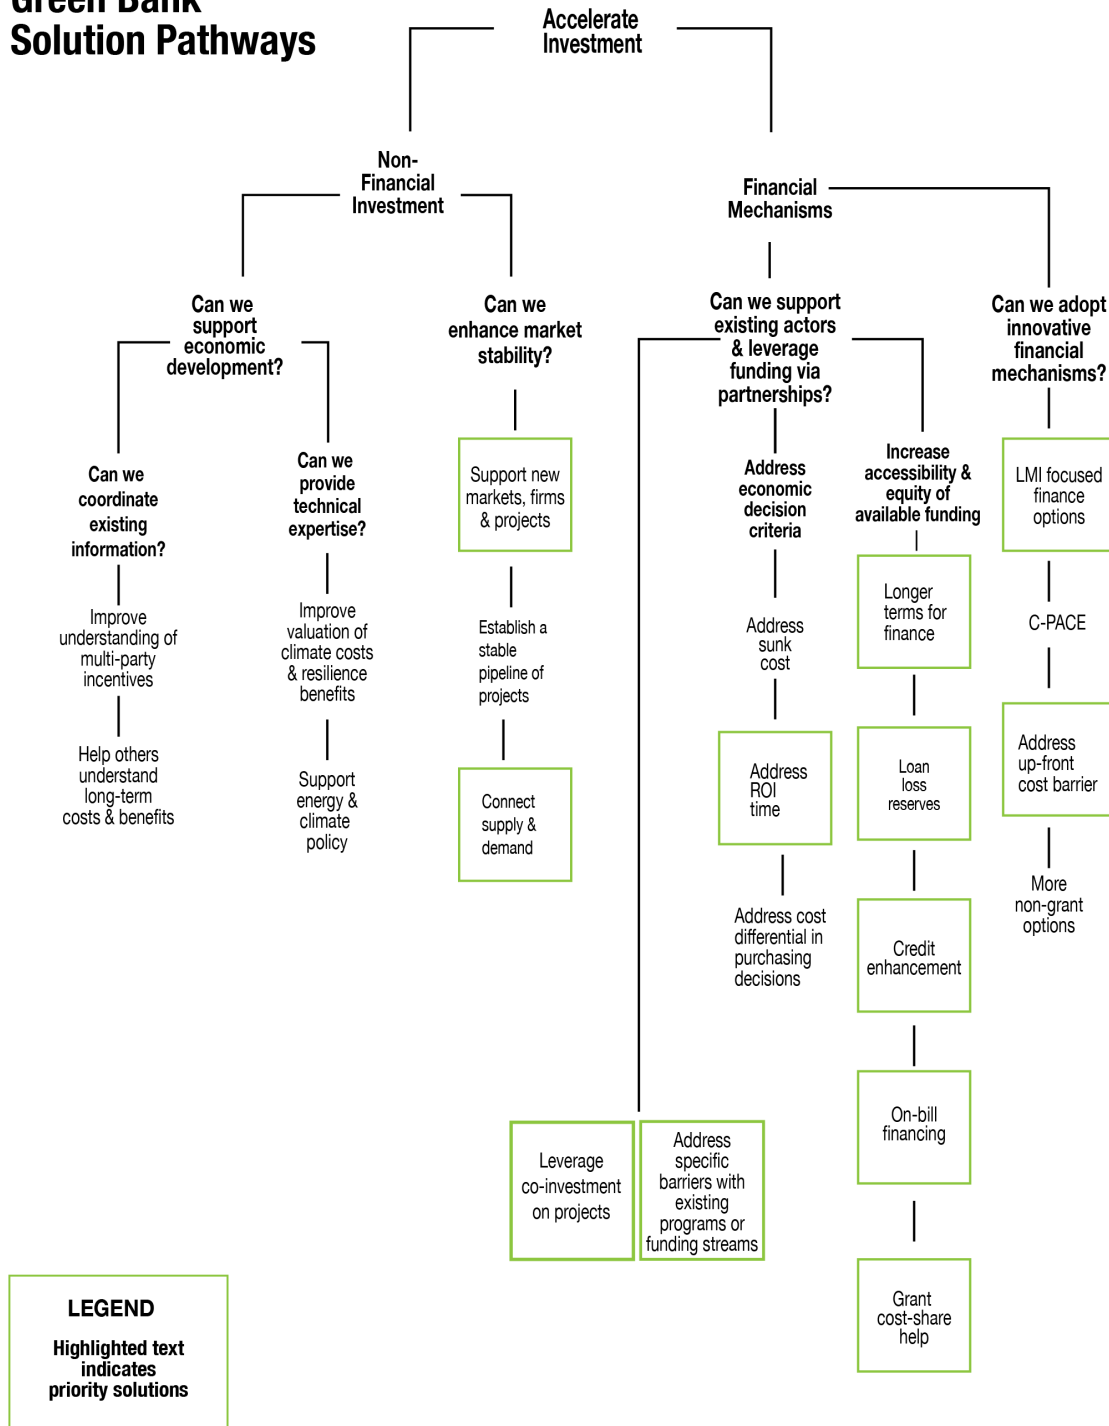 Green Bank
Solution Pathways
Accelerate
Investment
Non-
Financial
Investment
Financial
Mechanisms
Can we
support
economic
development?
Can we
enhance market
stability?
Can we support
existing actors
& leverage
funding via
partnerships?
Can we adopt
innovative
financial
mechanisms?
Can we
coordinate
existing
information?
Improve
understanding of
multi-party
incentives
Help others
understand
long-term
costs & benefits
Can we
provide
technical
expertise?
Improve
valuation of
climate costs
& resilience
benefits
Support
energy &
climate
policy
Support new
markets, firms
& projects
Establish a
stable
pipeline of
projects
Connect
supply &
demand
Leverage
co-investment
on projects
Address
specific
barriers with
existing
programs or
funding streams
Address
economic
decision
criteria
Address
sunk
cost
Address
ROI
time
Address cost
differential in
purchasing
decisions
Increase
accessibility &
equity of
available funding
Longer
terms for
finance
Loan
loss
reserves
Credit
enhancement
On-bill
financing
Grant
cost-share
help
LMI focused
finance
options
C-PACE
Address
up-front
cost barrier
More
non-grant
options
LEGEND
Highlighted text
indicates
priority solutions